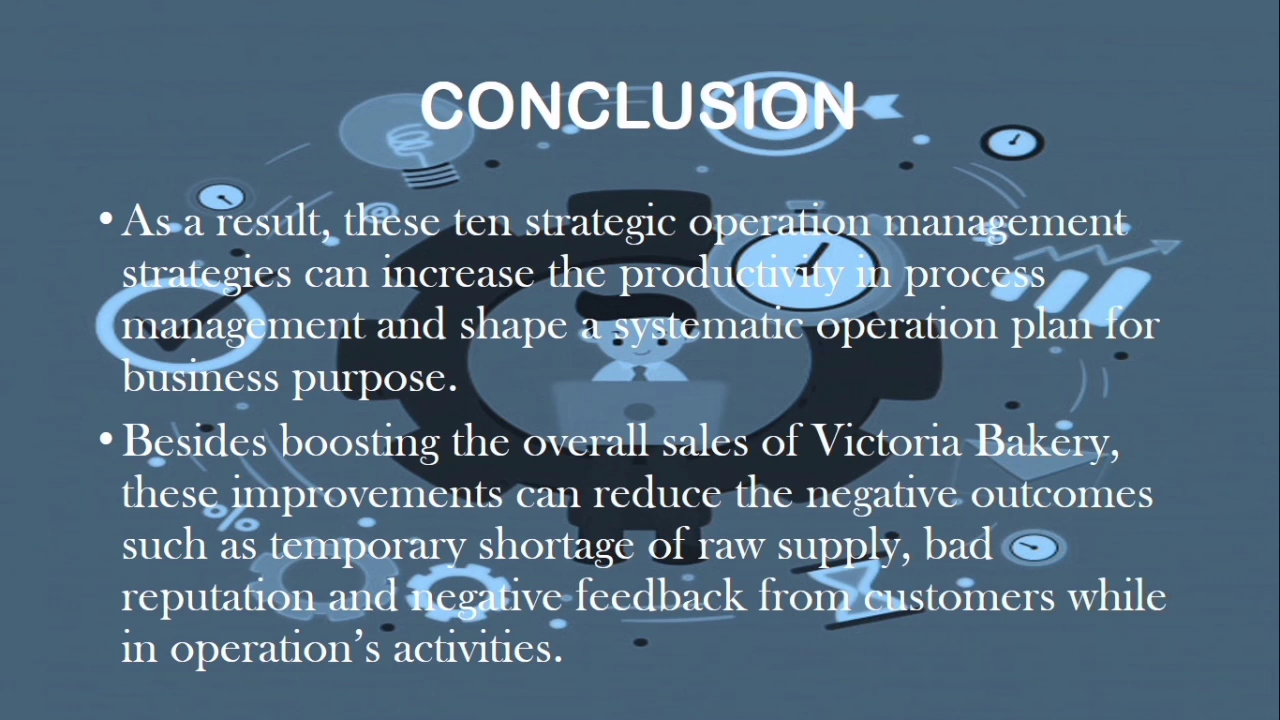 CONCLUSION
• As a result, these ten strategic operation management
strategies can increase the productivity in process
management and shape a systematic operation plan for
business purpose.
• Besides boosting the overall sales of Victoria Bakery,
these improvements can reduce the negative outcomes
such as temporary shortage of raw supply, bad
reputation and negative feedback from customers while
in operation’s activities.